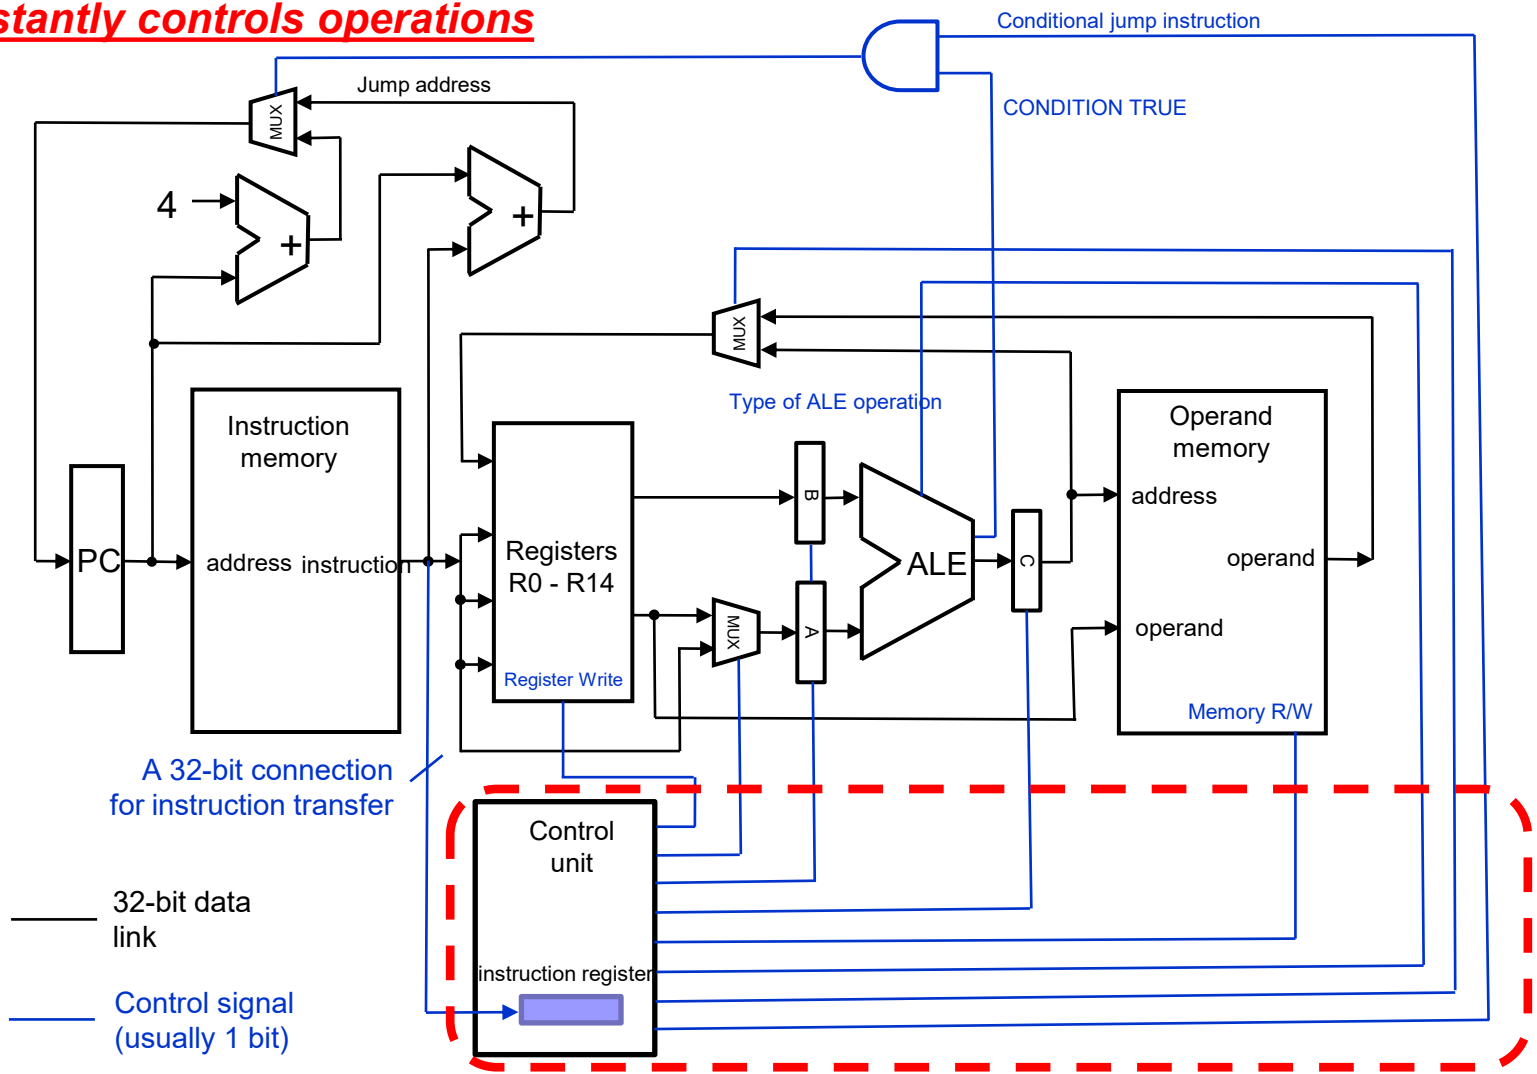 stantly controls operations
Conditional jump instruction
Jump address
MUX
CONDITION TRUE
4
+
+
MUX
Type of ALE operation
Instruction
memory
Operand
memory
B
address
PC
address
instruction
Registers
R0 - R14
ALE
C
operand
MUX
A
operand
Register Write
Memory R/W
A 32-bit connection
for instruction transfer
Control
unit
32-bit data
link
instruction register
Control signal
(usually 1 bit)